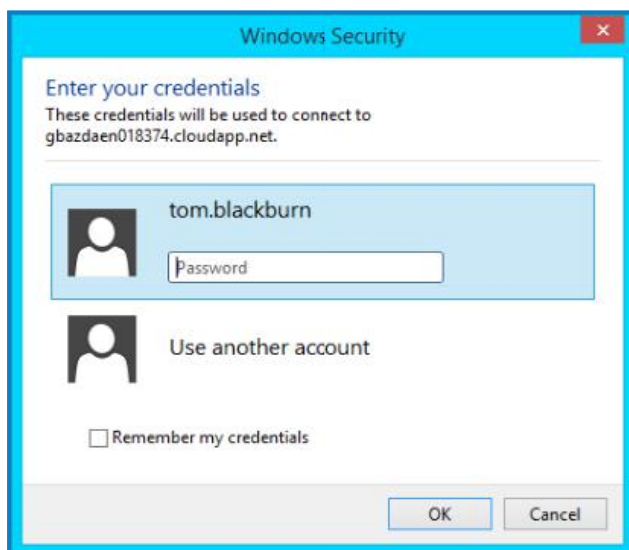 Windows Security
Enter your credentials
These credentials will be used to connect to
gbazdaen018374.cloudapp.net.
tom.blackburn
Password
Use another account
Remember my credentials
OK Cancel